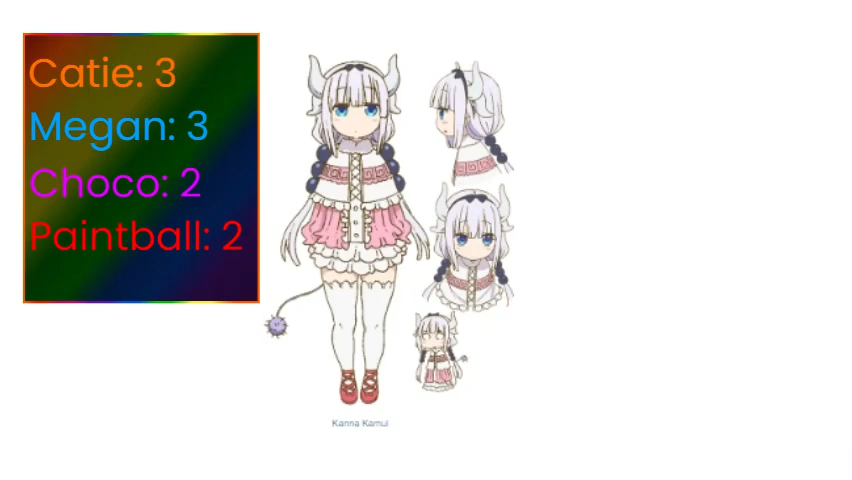 Catie: 3
Megan: 3
Choco: 2
Paintball: 2
Kanna Kamui